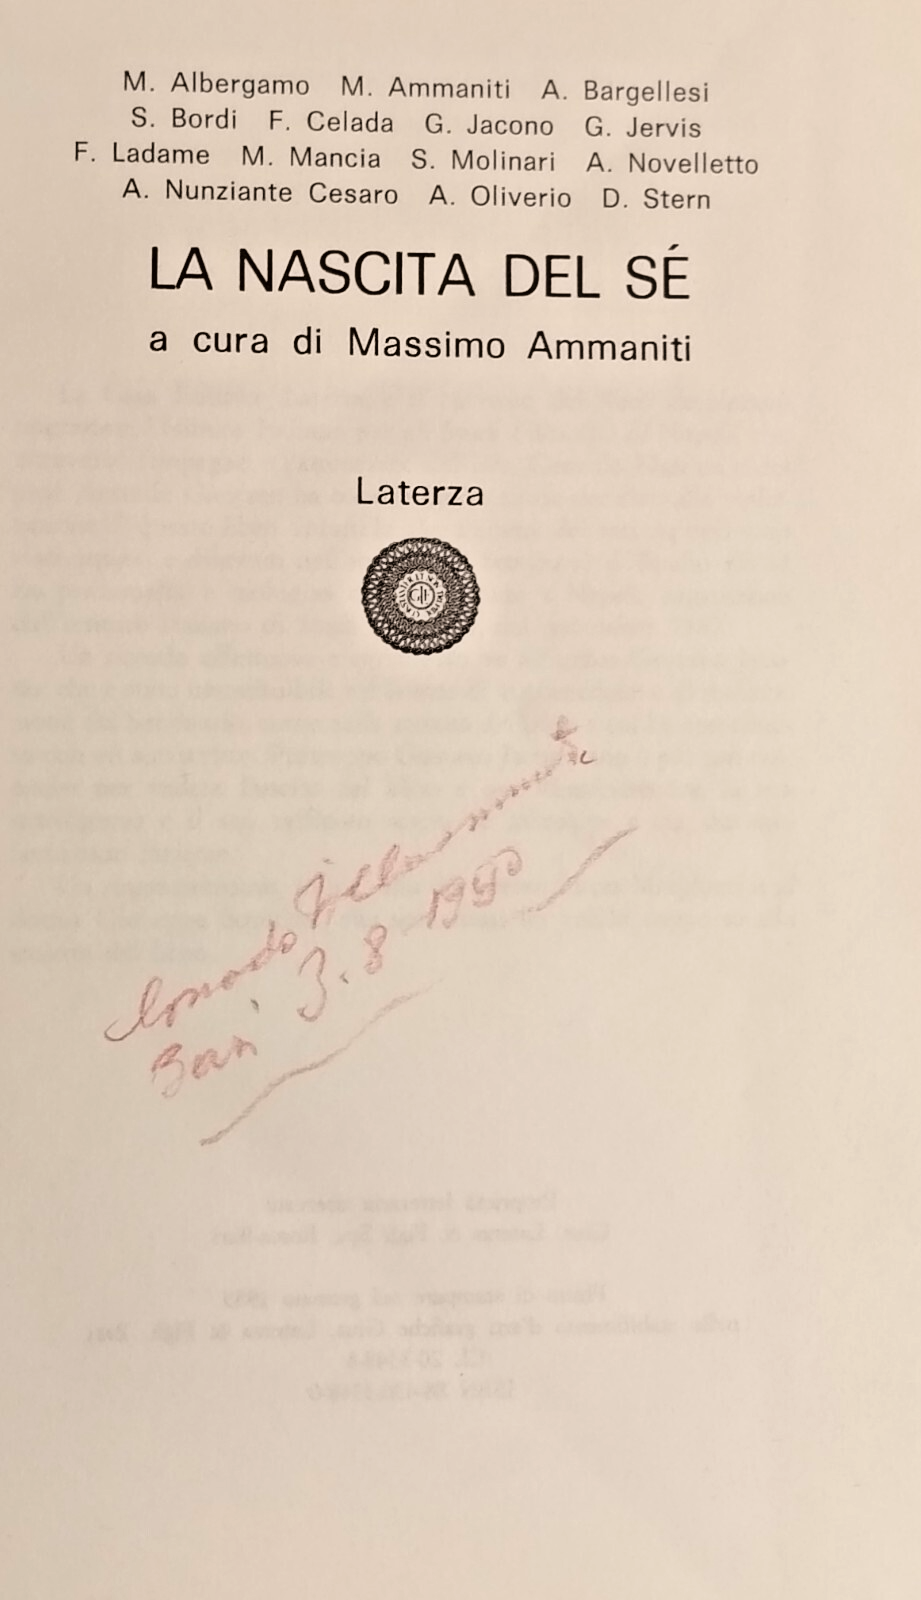 M. Albergamo M. Ammaniti A. Bargellesi
S. Bordi F. Celada G. Jacono G. Jervis
F. Ladame M. Mancia S. Molinari A. Novelletto
A. Nunziante Cesaro A. Oliverio D. Stern
LA NASCITA DEL SÉ
a cura di Massimo Ammaniti
Laterza
Corrado
Bari 3.8 1990